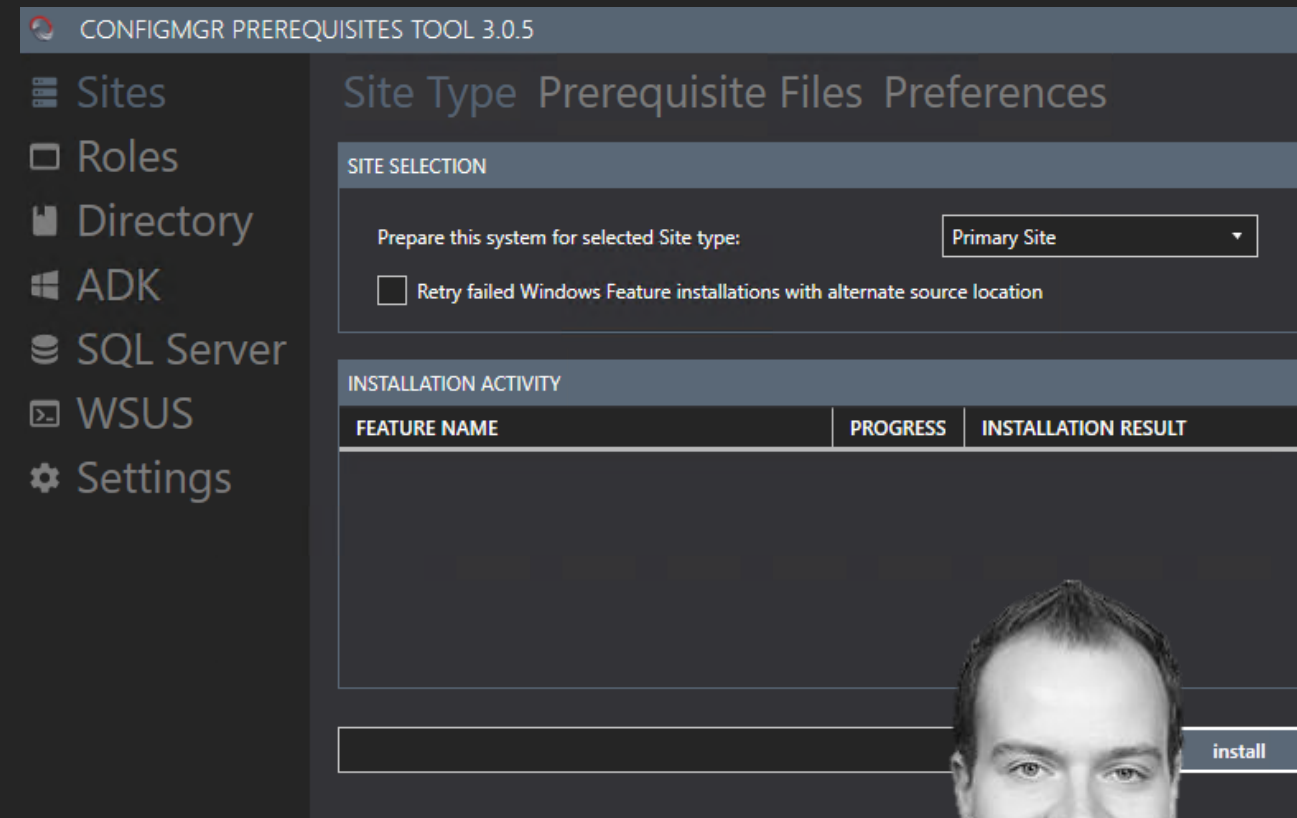 CONFIGMGR PREREQUISITES TOOL 3.0.5
Sites
Roles
Directory
ADK
SQL Server
WSUS
Settings
Site Type Prerequisite Files Preferences
SITE SELECTION
Prepare this system for selected Site type: Primary Site
Retry failed Windows Feature installations with alternate source location
INSTALLATION ACTIVITY
FEATURE NAME PROGRESS INSTALLATION RESULT
install